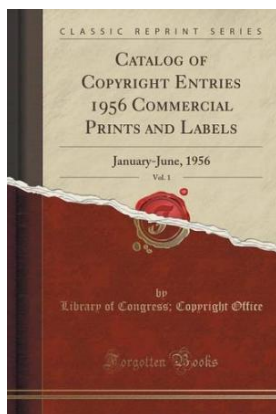 CLASSIC REPRINT SERIES
CATALOG OF
COPYRIGHT ENTRIES
1956 COMMERCIAL
PRINTS AND LABELS
January-June, 1956
Vol. 1
by
Library of Congress; Copyright Office
Forgotten Books